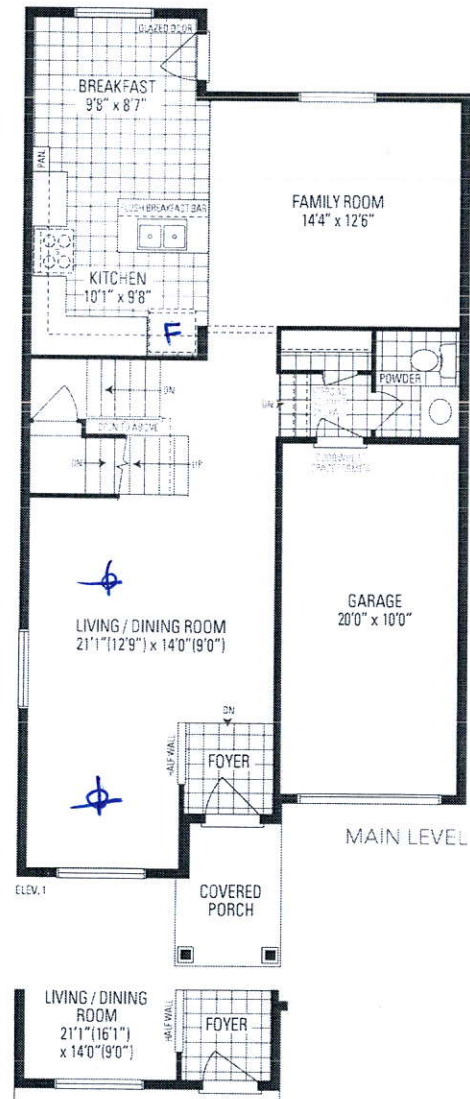 GLAZED DOOR
BREAKFAST
9'8" x 8'7"
FAMILY ROOM
14'4" x 12'6"
PAN.
FLUSH BREAKFAST BAR
KITCHEN
10'1" x 9'8"
F
DN
OPEN TO ABOVE
DN
UP
DN
POWDER
LIVING / DINING ROOM
21'1"(12'9") x 14'0"(9'0")
GARAGE
20'0" x 10'0"
DN
HALF WALL
FOYER
MAIN LEVEL
ELEV. 1
COVERED
PORCH
LIVING / DINING
ROOM
21'1"(16'1")
x 14'0"(9'0")
HALF WALL
FOYER